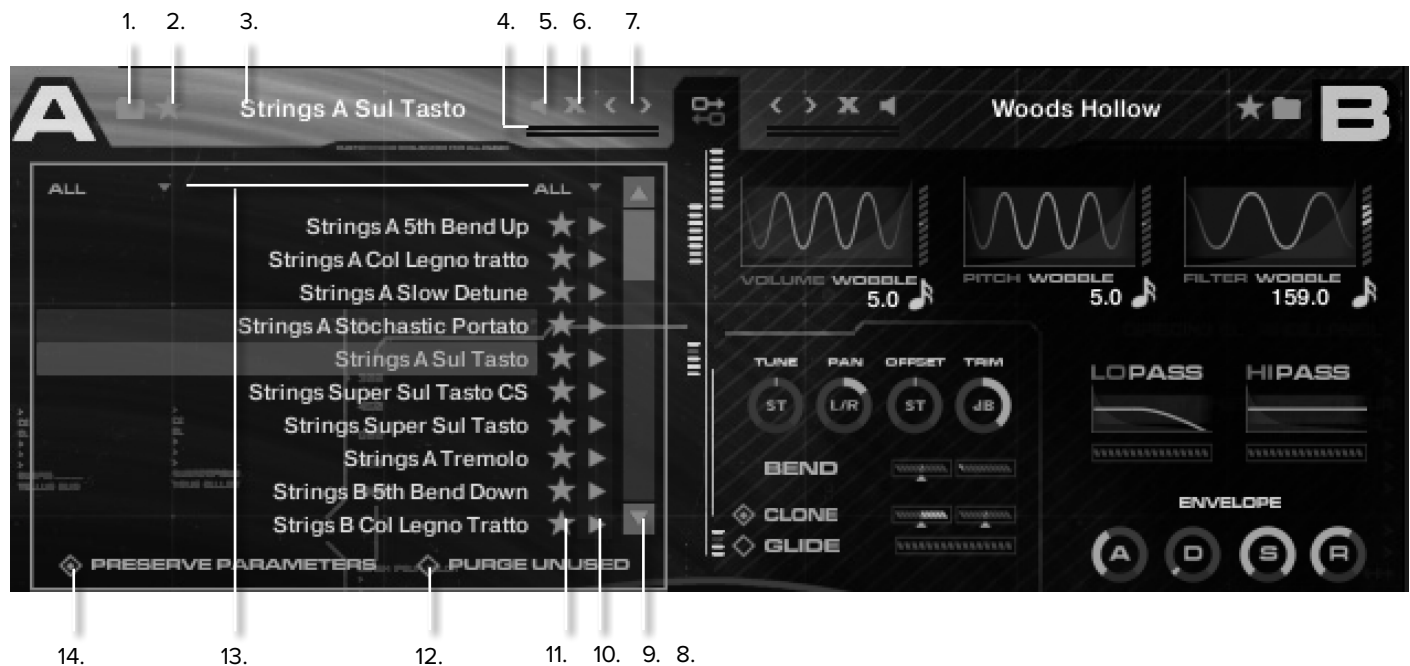 1. 2. 3. 4. 5. 6. 7.
A Strings A Sul Tasto < > < > Woods Hollow B
ALL ALL
Strings A 5th Bend Up
Strings A Col Legno tratto
Strings A Slow Detune
Strings A Stochastic Portato
Strings A Sul Tasto
Strings Super Sul Tasto CS
Strings Super Sul Tasto
Strings A Tremolo
Strings B 5th Bend Down
Strigs B Col Legno Tratto
PRESERVE PARAMETERS PURGE UNUSED
VOLUME WOBBLE PITCH WOBBLE FILTER WOBBLE
5.0 5.0 159.0
TUNE PAN OFFSET TRIM
ST L/R ST dB
LOPASS HIPASS
BEND
CLONE
GLIDE
ENVELOPE
A D S R
14. 13. 12. 11. 10. 9. 8.